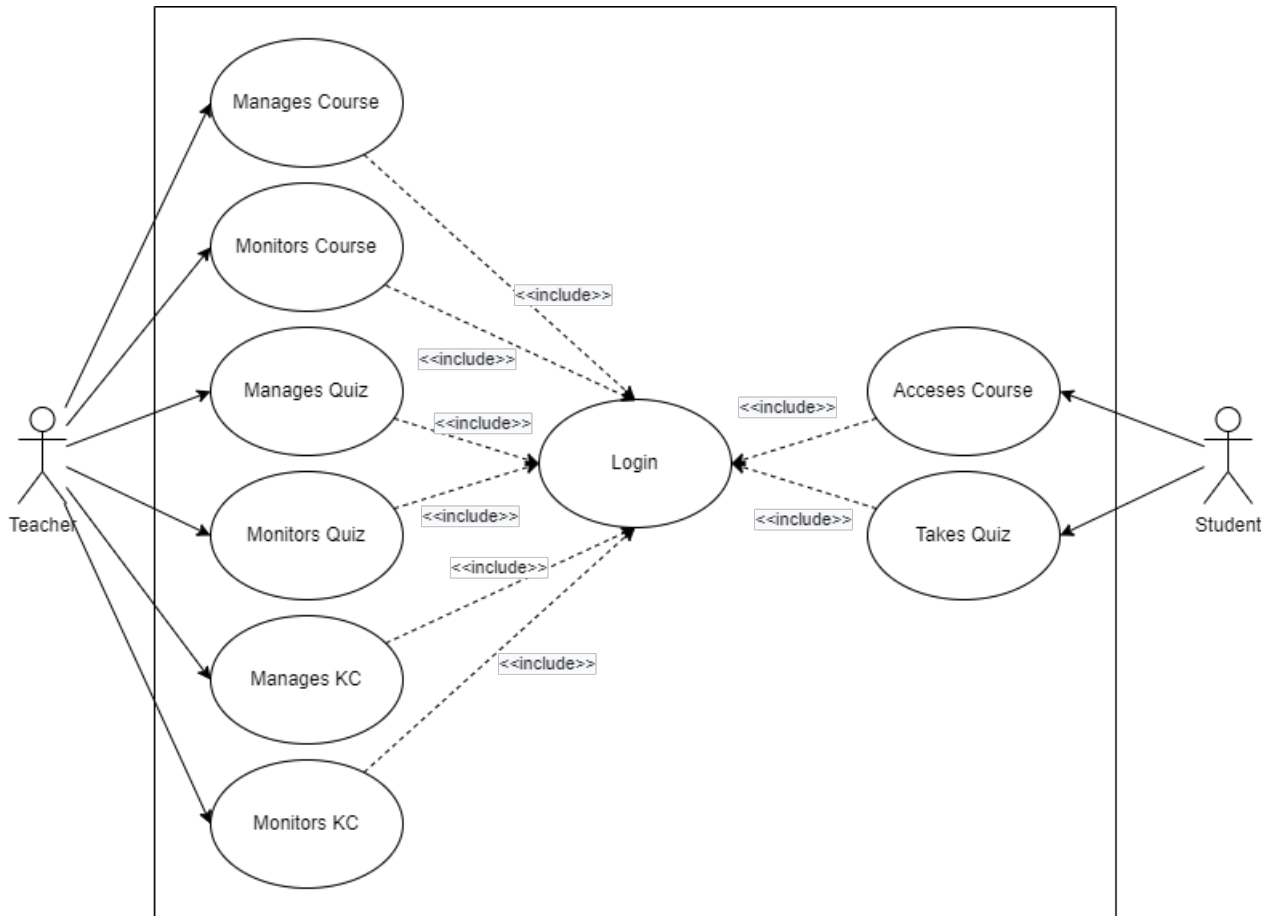 Manages Course
Monitors Course
<<include>>
<<include>>
Manages Quiz
Acceses Course
<<include>>
<<include>>
Login
Teacher
Monitors Quiz
<<include>>
<<include>>
Takes Quiz
Student
<<include>>
<<include>>
Manages KC
Monitors KC